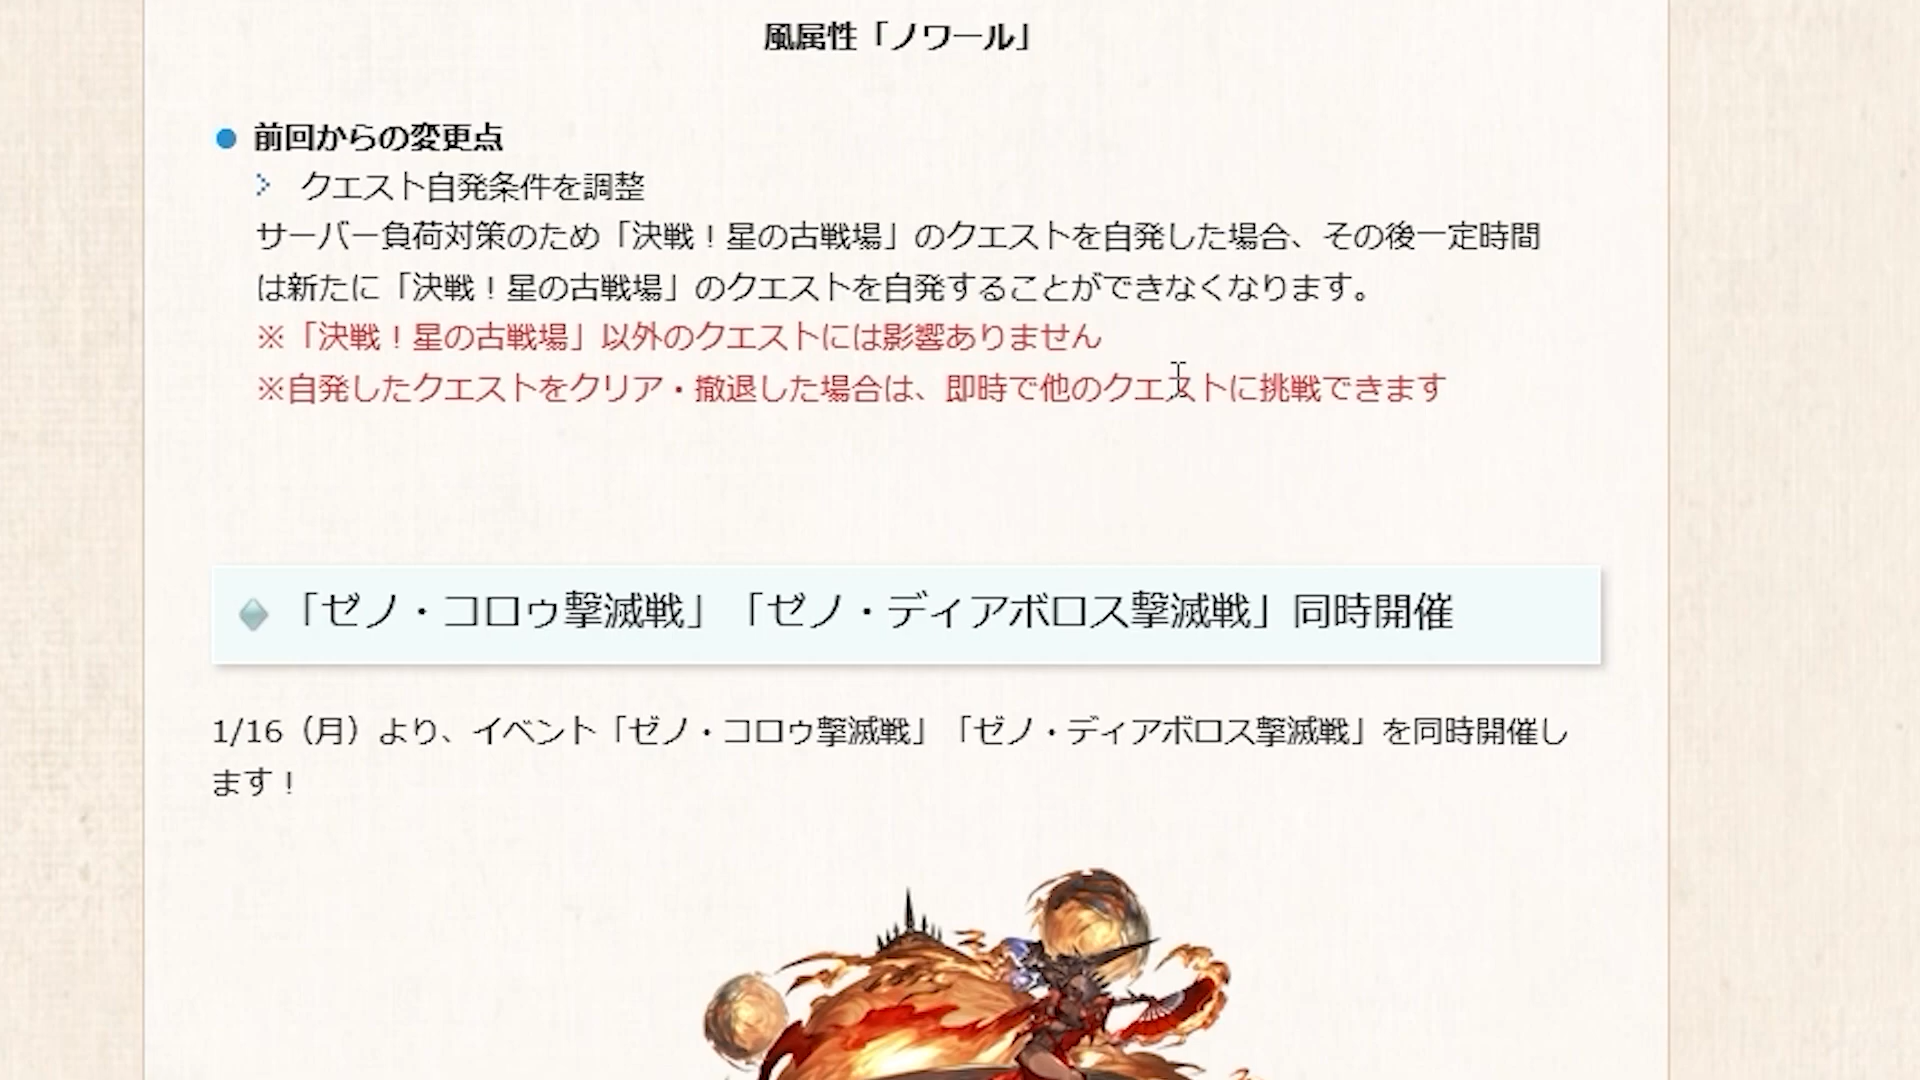 風属性「ノワール」
● 前回からの変更点
> クエスト自発条件を調整
サーバー負荷対策のため「決戦！星の古戦場」のクエストを自発した場合、その後一定時間
は新たに「決戦！星の古戦場」のクエストを自発することができなくなります。
※「決戦！星の古戦場」以外のクエストには影響ありません
※自発したクエストをクリア・撤退した場合は、即時で他のクエストに挑戦できます
「ゼノ・コロゥ撃滅戦」「ゼノ・ディアボロス撃滅戦」同時開催
1/16（月）より、イベント「ゼノ・コロゥ撃滅戦」「ゼノ・ディアボロス撃滅戦」を同時開催し
ます！